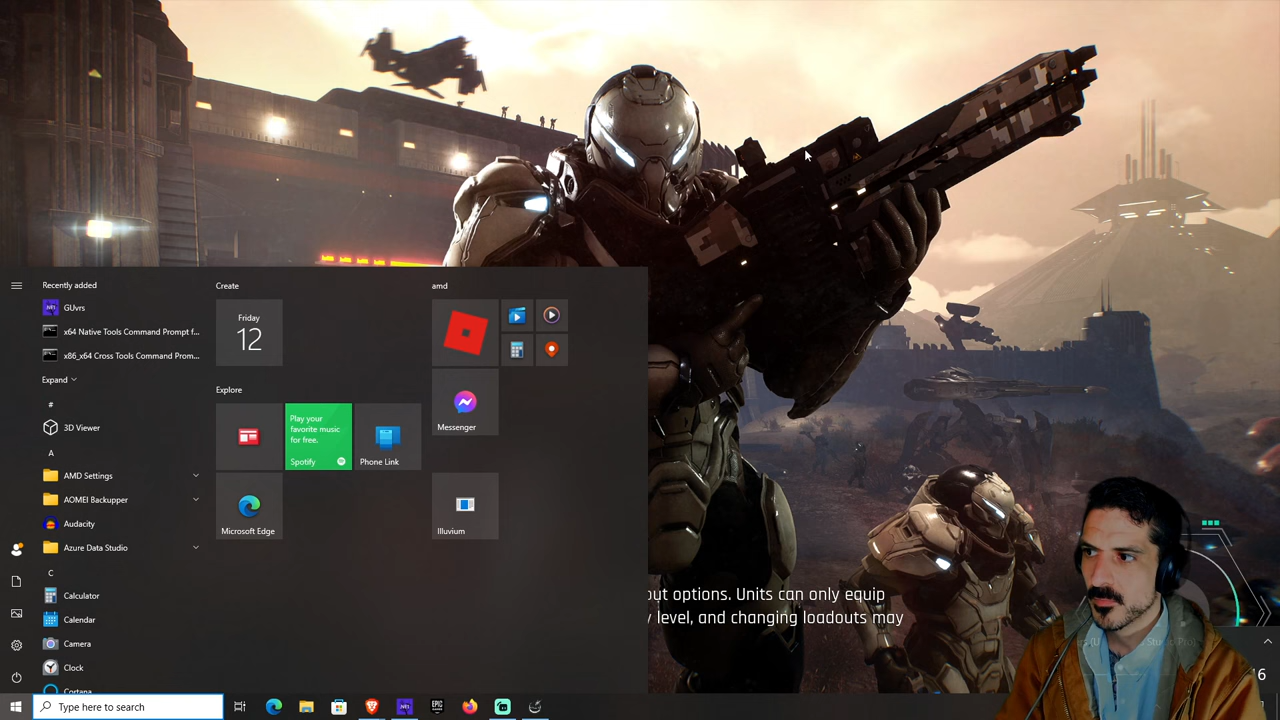 Recently added
GUvrs
x64 Native Tools Command Prompt f...
x86_x64 Cross Tools Command Prom...
Expand
#
3D Viewer
A
AMD Settings
AOMEI Backupper
Audacity
Azure Data Studio
C
Calculator
Calendar
Camera
Clock
Cortana
Create
Friday
12
Explore
Play your
favorite music
for free.
Spotify
Phone Link
Microsoft Edge
amd
Messenger
Illuvium
out options. Units can only equip
level, and changing loadouts may
Type here to search
EPIC